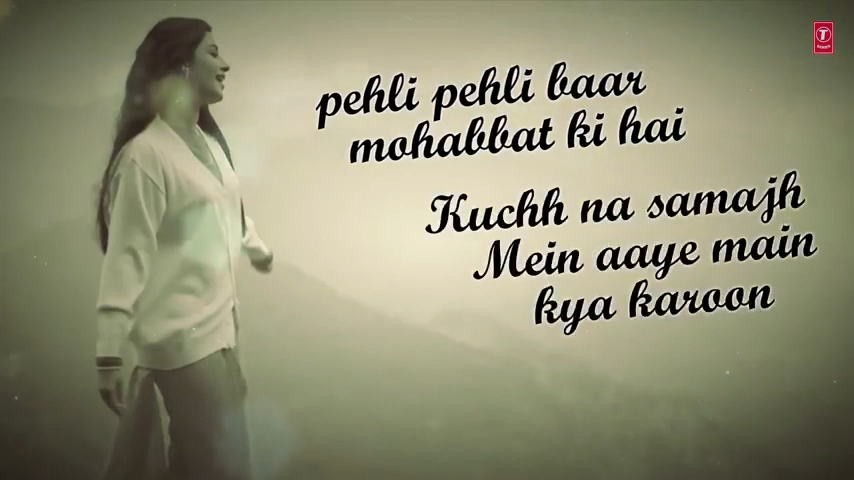 pehli pehli baar
mohabbat ki hai
Kuchh na samajh
Mein aaye main
kya karoon
T